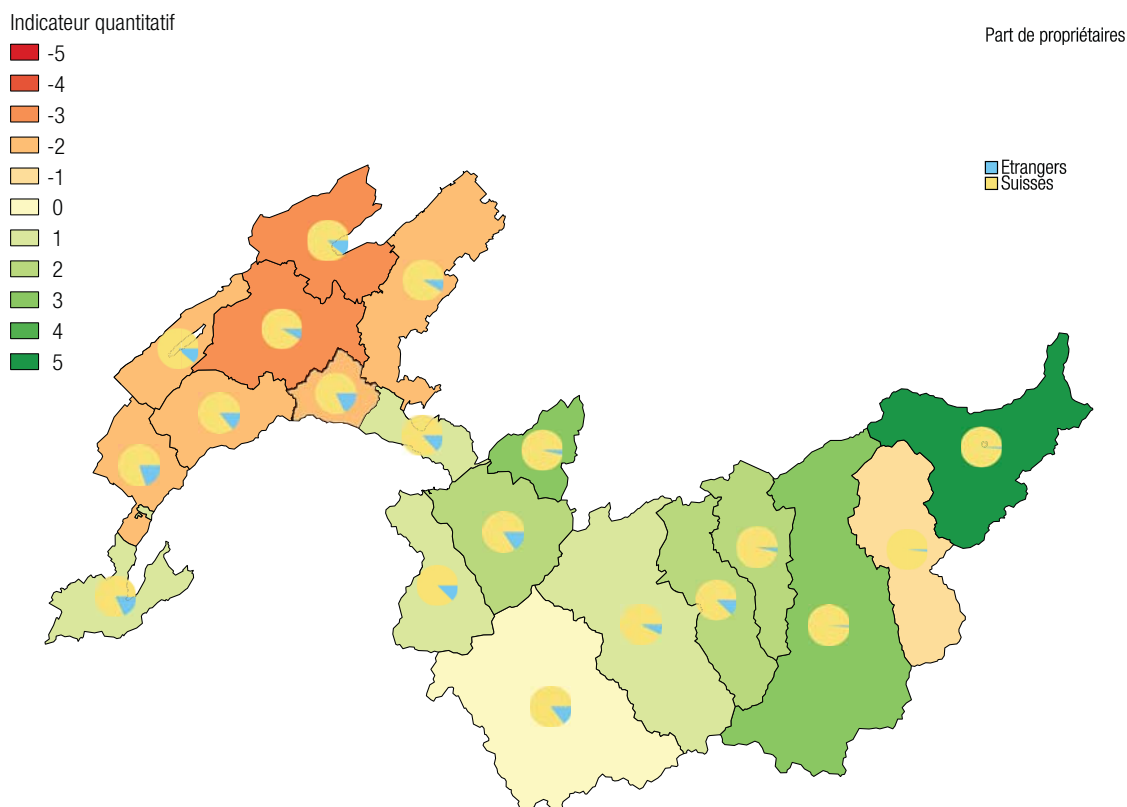 Indicateur quantitatif
-5
-4
-3
-2
-1
0
1
2
3
4
5
Part de propriétaires
Etrangers
Suisses